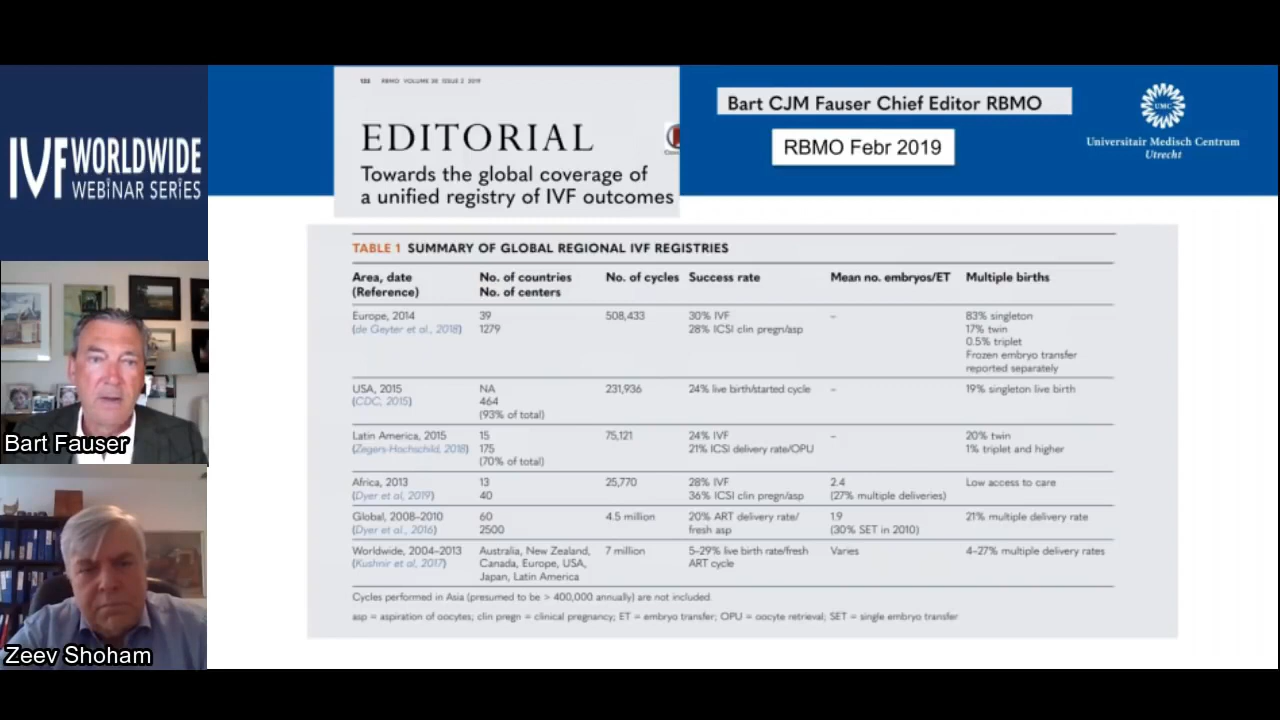 IVF WORLDWIDE
WEBINAR SERIES
Bart Fauser
Zeev Shoham
RBMO VOLUME 38 ISSUE 2 2019
EDITORIAL
Towards the global coverage of
a unified registry of IVF outcomes
Bart CJM Fauser Chief Editor RBMO
RBMO Febr 2019
UMC
Universitair Medisch Centrum
Utrecht
TABLE 1 SUMMARY OF GLOBAL REGIONAL IVF REGISTRIES
Area, date (Reference) No. of countries No. of centers No. of cycles Success rate Mean no. embryos/ET Multiple births
Europe, 2014 39 508,433 30% IVF – 83% singleton
(de Geyter et al., 2018) 1279 28% ICSI clin pregn/asp 17% twin
0.5% triplet
Frozen embryo transfer
reported separately
USA, 2015 NA 231,936 24% live birth/started cycle – 19% singleton live birth
(CDC, 2015) 464
(93% of total)
Latin America, 2015 15 75,121 24% IVF – 20% twin
(Zegers-Hochschild, 2018) 175 21% ICSI delivery rate/OPU 1% triplet and higher
(70% of total)
Africa, 2013 13 25,770 28% IVF 2.4 Low access to care
(Dyer et al, 2019) 40 36% ICSI clin pregn/asp (27% multiple deliveries)
Global, 2008–2010 60 4.5 million 20% ART delivery rate/ 1.9 21% multiple delivery rate
(Dyer et al., 2016) 2500 fresh asp (30% SET in 2010)
Worldwide, 2004–2013 Australia, New Zealand, 7 million 5–29% live birth rate/fresh Varies 4–27% multiple delivery rates
(Kushnir et al, 2017) Canada, Europe, USA, ART cycle
Japan, Latin America
Cycles performed in Asia (presumed to be > 400,000 annually) are not included.
asp = aspiration of oocytes; clin pregn = clinical pregnancy; ET = embryo transfer; OPU = oocyte retrieval; SET = single embryo transfer